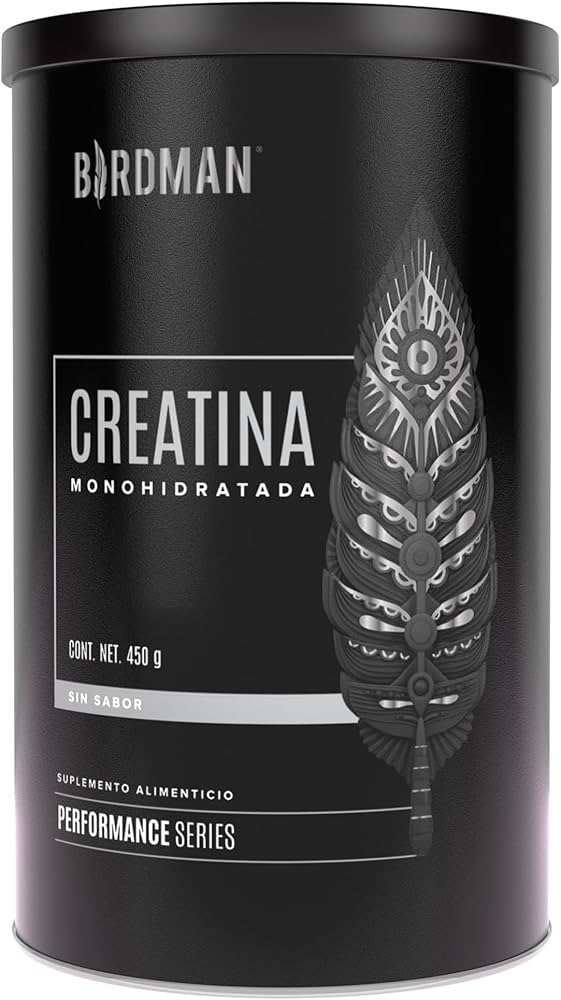 BIRDMAN®
CREATINA
MONOHIDRATADA
CONT. NET. 450 g
SIN SABOR
SUPLEMENTO ALIMENTICIO
PERFORMANCE SERIES